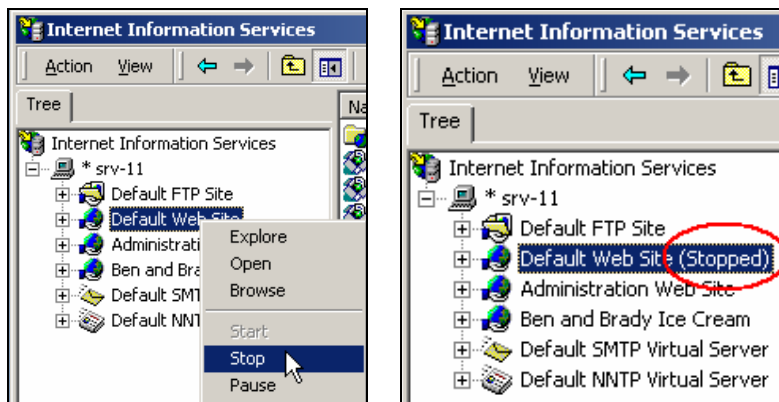 Internet Information Services
Action View
Tree
Na
Internet Information Services
* srv-11
Default FTP Site
Default Web Site
Administrati
Ben and Bra
Default SMT
Default NNT
Explore
Open
Browse
Start
Stop
Pause
Internet Information Services
Action View
Tree
Internet Information Services
* srv-11
Default FTP Site
Default Web Site (Stopped)
Administration Web Site
Ben and Brady Ice Cream
Default SMTP Virtual Server
Default NNTP Virtual Server